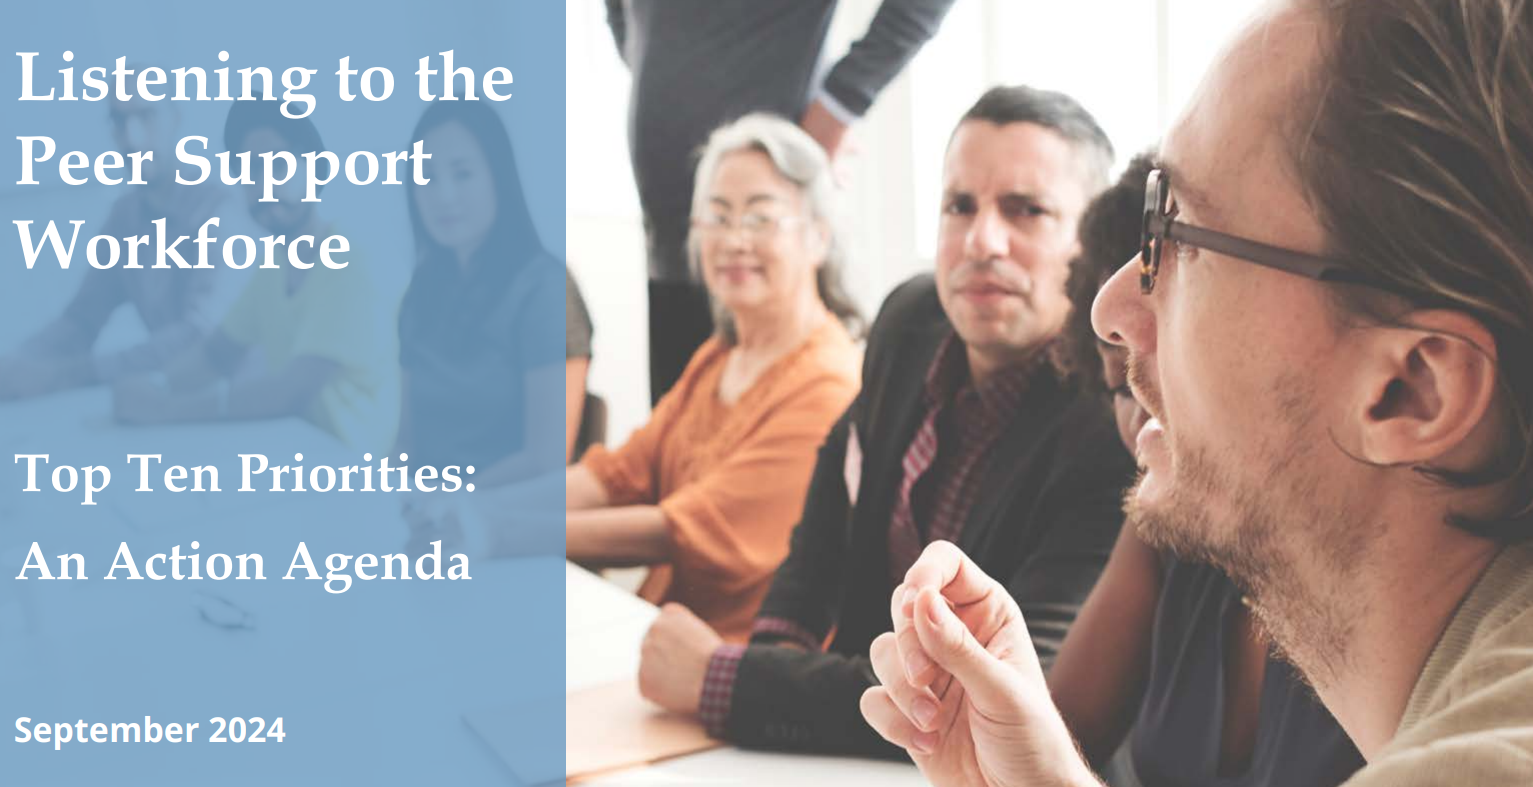 Listening to the
Peer Support
Workforce
Top Ten Priorities:
An Action Agenda
September 2024